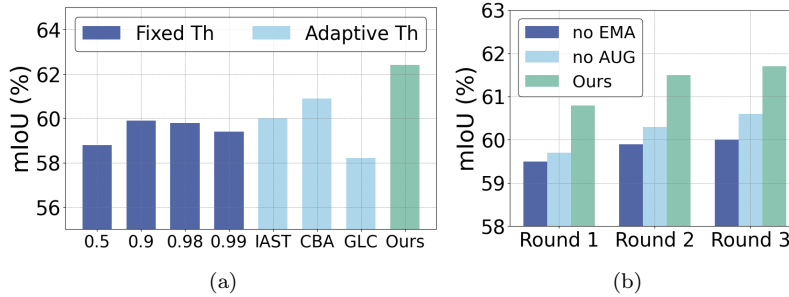 mIoU (%)
64
62
60
58
56
Fixed Th
Adaptive Th
0.5 0.9 0.98 0.99 IAST CBA GLC Ours
(a)
mIoU (%)
63
62
61
60
59
58
no EMA
no AUG
Ours
Round 1 Round 2 Round 3
(b)